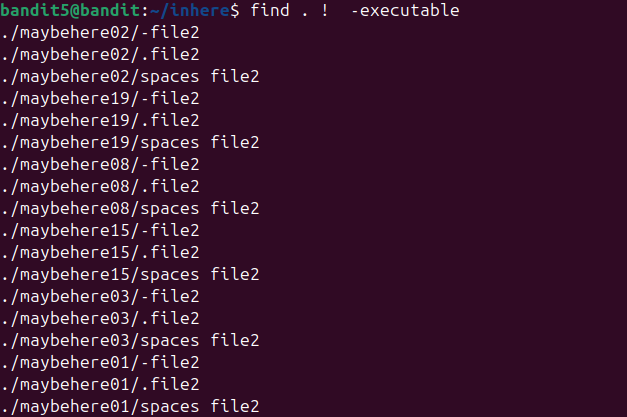 bandit5@bandit:~/inhere$ find . !  -executable
./maybehere02/-file2
./maybehere02/.file2
./maybehere02/spaces file2
./maybehere19/-file2
./maybehere19/.file2
./maybehere19/spaces file2
./maybehere08/-file2
./maybehere08/.file2
./maybehere08/spaces file2
./maybehere15/-file2
./maybehere15/.file2
./maybehere15/spaces file2
./maybehere03/-file2
./maybehere03/.file2
./maybehere03/spaces file2
./maybehere01/-file2
./maybehere01/.file2
./maybehere01/spaces file2